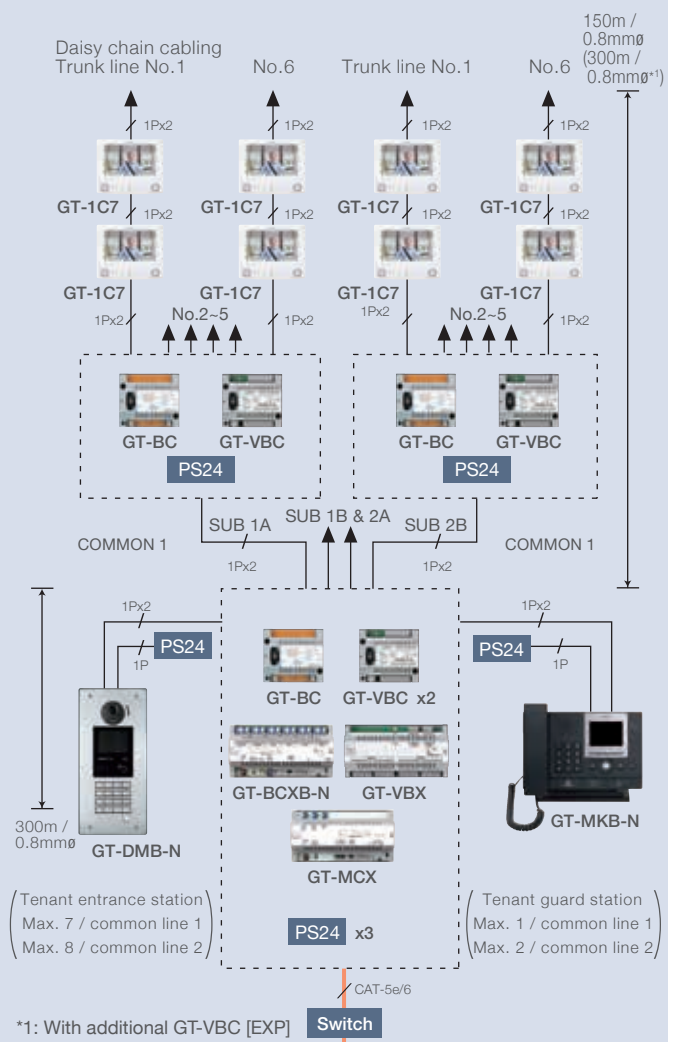 150m /
0.8mmø
(300m /
0.8mmø*1)
Daisy chain cabling
Trunk line No.1 No.6 Trunk line No.1 No.6
1Px2 1Px2 1Px2 1Px2
GT-1C7 GT-1C7 GT-1C7 GT-1C7
1Px2 1Px2 1Px2 1Px2
GT-1C7 GT-1C7 GT-1C7 GT-1C7
1Px2 No.2~5 1Px2 1Px2 No.2~5 1Px2
GT-BC GT-VBC GT-BC GT-VBC
PS24 PS24
SUB 1A SUB 1B & 2A SUB 2B
COMMON 1 COMMON 1
1Px2 1Px2
1Px2 1Px2
PS24 PS24
1P 1P
GT-BC GT-VBC x2
GT-BCXB-N GT-VBX
GT-MKB-N
300m /
0.8mmø
GT-DMB-N
GT-MCX
(Tenant entrance station
Max. 7 / common line 1
Max. 8 / common line 2)
(Tenant guard station
Max. 1 / common line 1
Max. 2 / common line 2)
PS24 x3
CAT-5e/6
*1: With additional GT-VBC [EXP] Switch